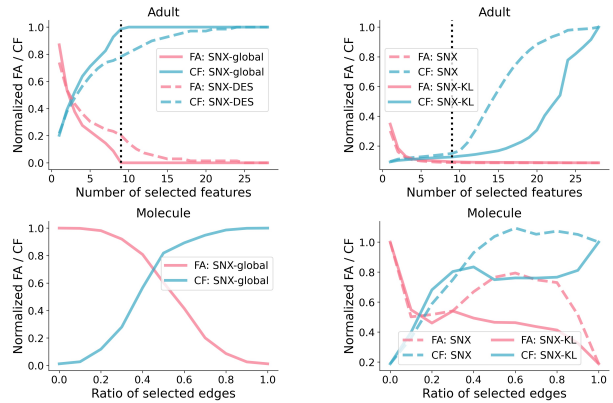 Adult
Normalized FA / CF
1.0
0.8
0.6
0.4
0.2
0.0
FA: SNX-global
CF: SNX-global
FA: SNX-DES
CF: SNX-DES
0 5 10 15 20 25
Number of selected features
Adult
Normalized FA / CF
1.0
0.8
0.6
0.4
0.2
FA: SNX
CF: SNX
FA: SNX-KL
CF: SNX-KL
0 5 10 15 20 25
Number of selected features
Molecule
Normalized FA / CF
1.0
0.8
0.6
0.4
0.2
0.0
FA: SNX-global
CF: SNX-global
0.0 0.2 0.4 0.6 0.8 1.0
Ratio of selected edges
Molecule
Normalized FA / CF
1.0
0.8
0.6
0.4
0.2
FA: SNX FA: SNX-KL
CF: SNX CF: SNX-KL
0.0 0.2 0.4 0.6 0.8 1.0
Ratio of selected edges